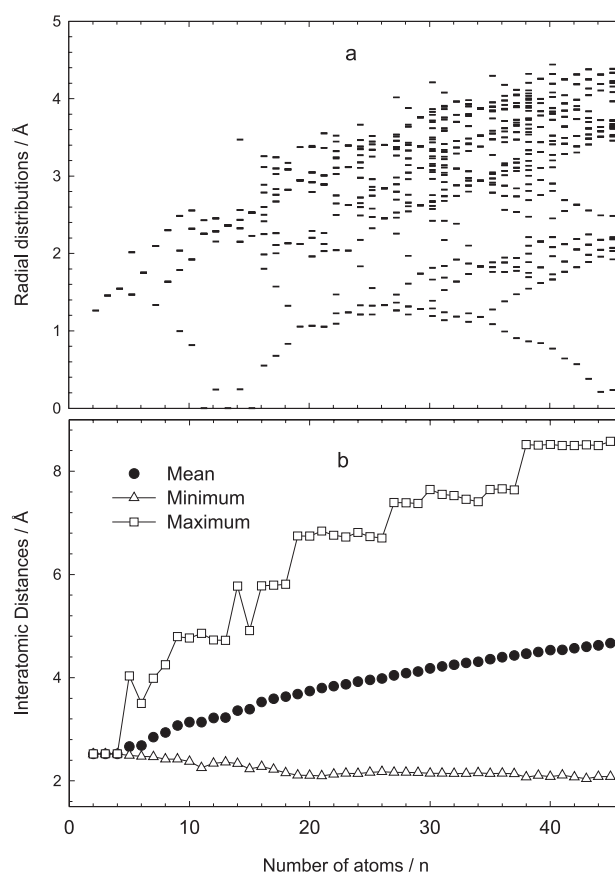 5
a
4
3
2
1
0
Radial distributions / Å
b
Mean
Minimum
Maximum
8
6
4
2
Interatomic Distances / Å
0 10 20 30 40
Number of atoms / n